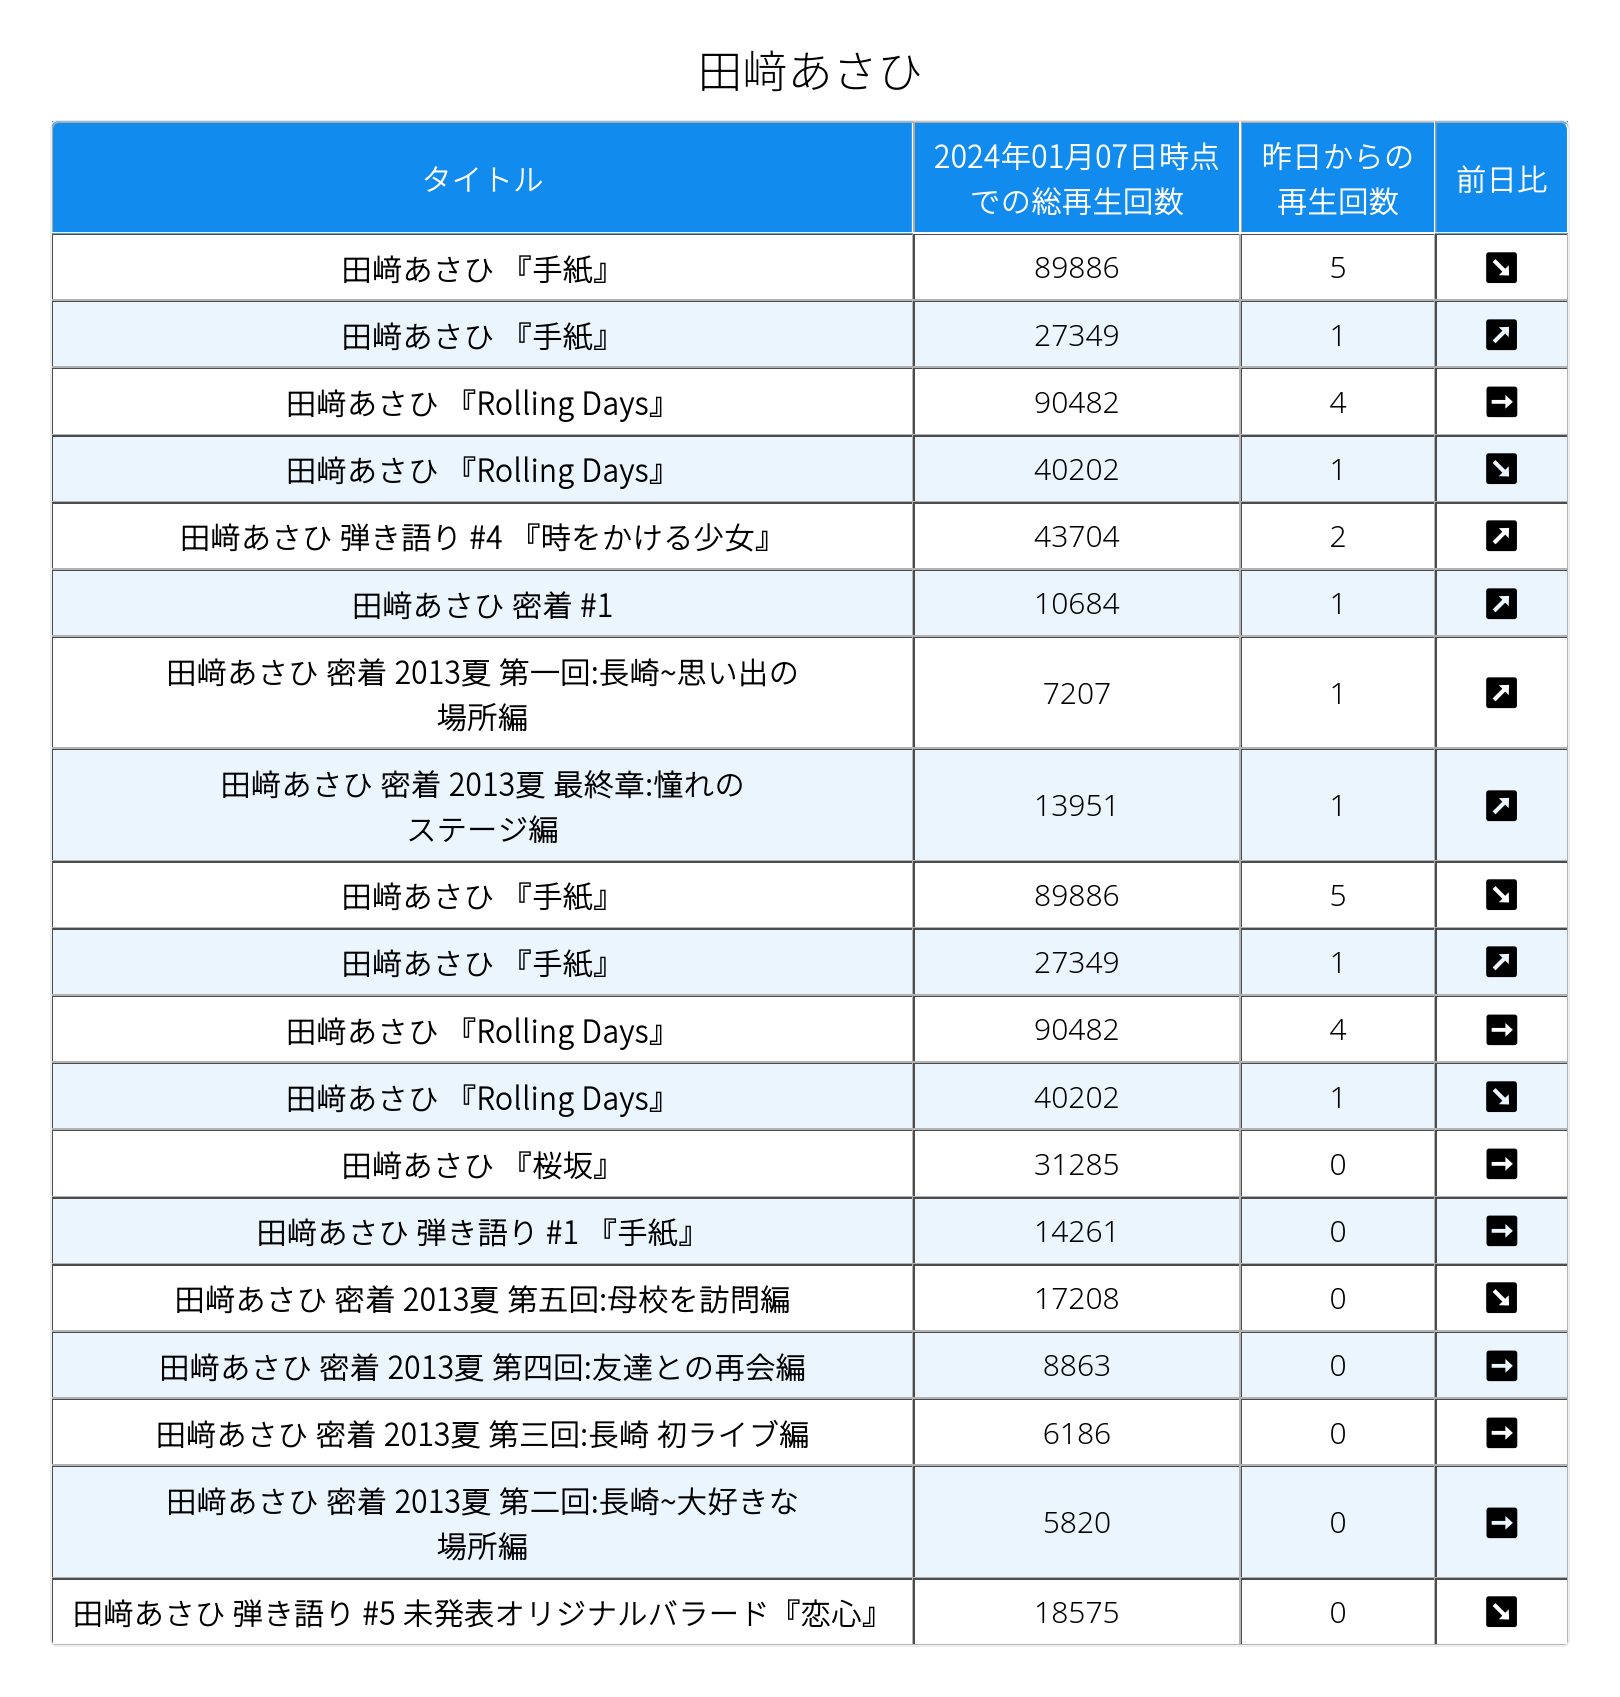 田﨑あさひ
タイトル
2024年01月07日時点
での総再生回数
昨日からの
再生回数
前日比
田﨑あさひ 『手紙』 89886 5 ↘
田﨑あさひ 『手紙』 27349 1 ↗
田﨑あさひ 『Rolling Days』 90482 4 →
田﨑あさひ 『Rolling Days』 40202 1 ↘
田﨑あさひ 弾き語り #4 『時をかける少女』 43704 2 ↗
田﨑あさひ 密着 #1 10684 1 ↗
田﨑あさひ 密着 2013夏 第一回:長崎~思い出の
場所編 7207 1 ↗
田﨑あさひ 密着 2013夏 最終章:憧れの
ステージ編 13951 1 ↗
田﨑あさひ 『手紙』 89886 5 ↘
田﨑あさひ 『手紙』 27349 1 ↗
田﨑あさひ 『Rolling Days』 90482 4 →
田﨑あさひ 『Rolling Days』 40202 1 ↘
田﨑あさひ 『桜坂』 31285 0 →
田﨑あさひ 弾き語り #1 『手紙』 14261 0 →
田﨑あさひ 密着 2013夏 第五回:母校を訪問編 17208 0 ↘
田﨑あさひ 密着 2013夏 第四回:友達との再会編 8863 0 →
田﨑あさひ 密着 2013夏 第三回:長崎 初ライブ編 6186 0 →
田﨑あさひ 密着 2013夏 第二回:長崎~大好きな
場所編 5820 0 →
田﨑あさひ 弾き語り #5 未発表オリジナルバラード『恋心』 18575 0 ↘